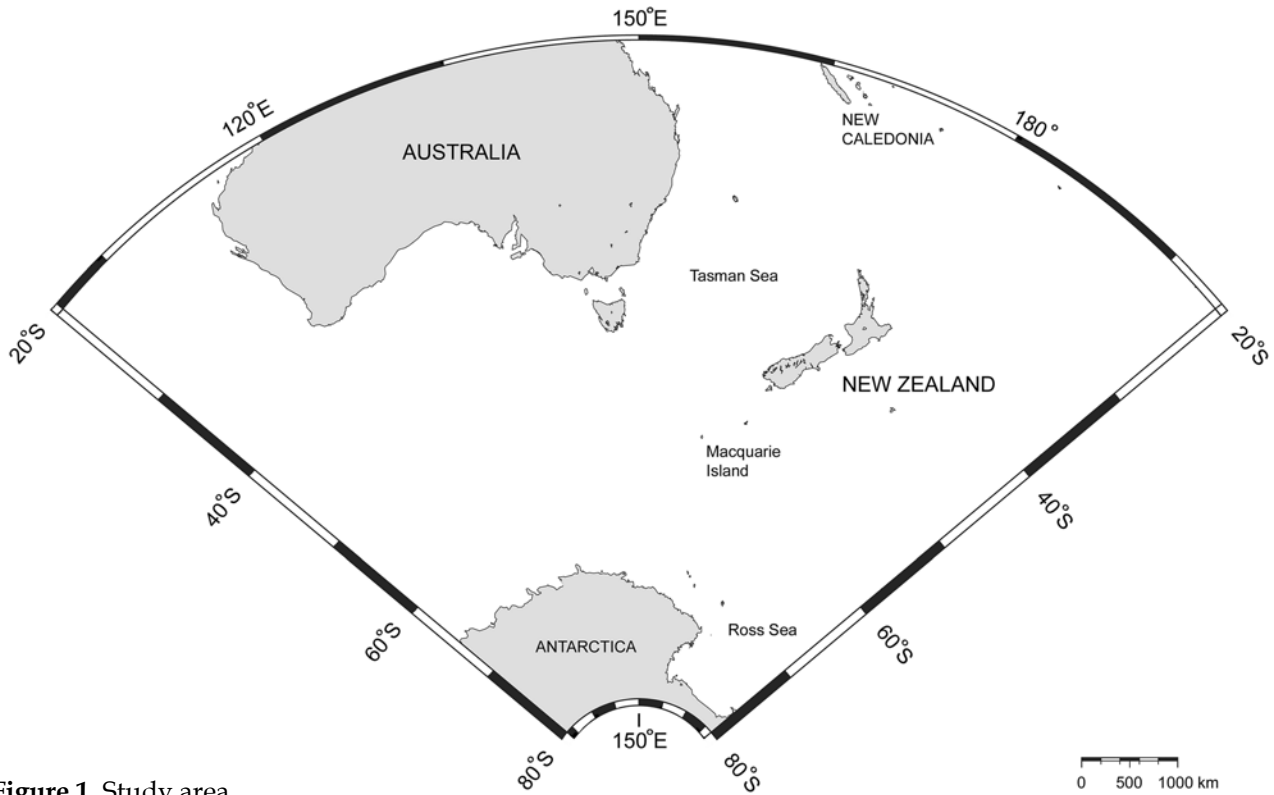 150°E
120°E
180°
NEW
CALEDONIA
AUSTRALIA
Tasman Sea
20°S
20°S
NEW ZEALAND
Macquarie
Island
40°S
40°S
ANTARCTICA
Ross Sea
60°S
60°S
150°E
80°S
80°S
0 500 1000 km
Figure 1. Study area